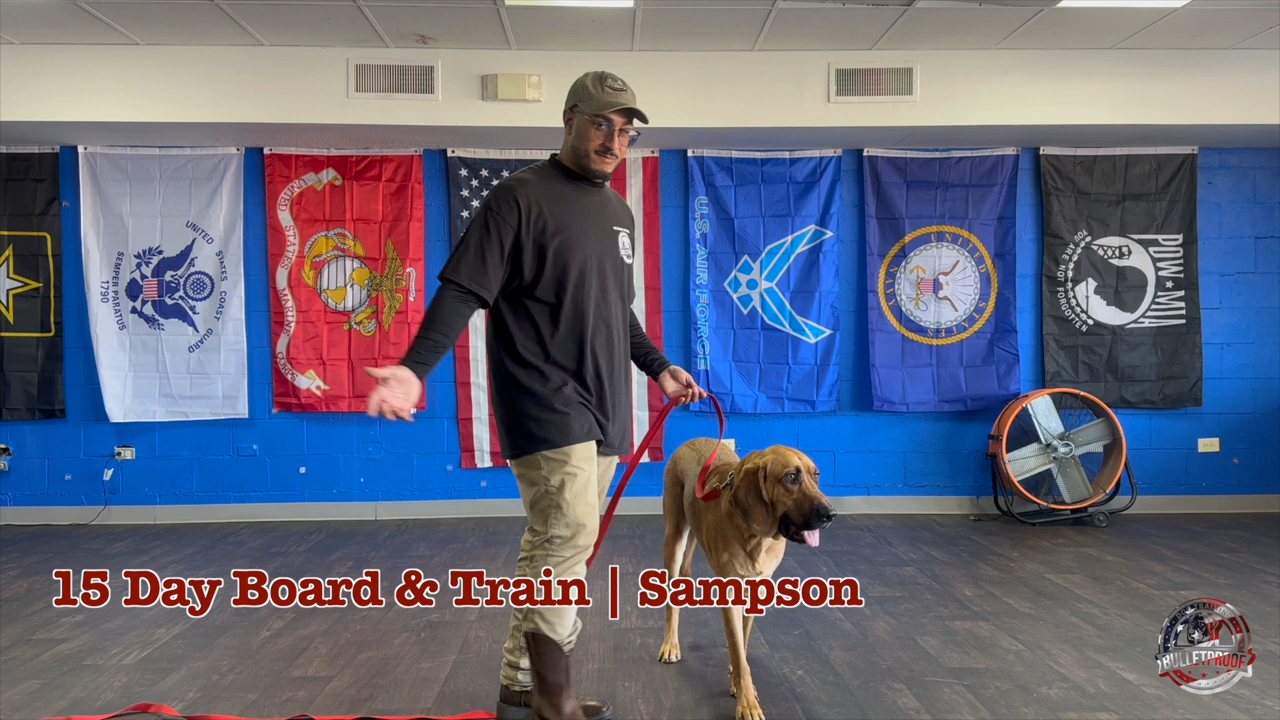 UNITED STATES COAST GUARD
SEMPER PARATUS
1790
UNITED STATES MARINE CORPS
U.S. AIR FORCE
UNITED STATES NAVY
POW ★ MIA
YOU ARE NOT FORGOTTEN
15 Day Board & Train | Sampson
BULLETPROOF